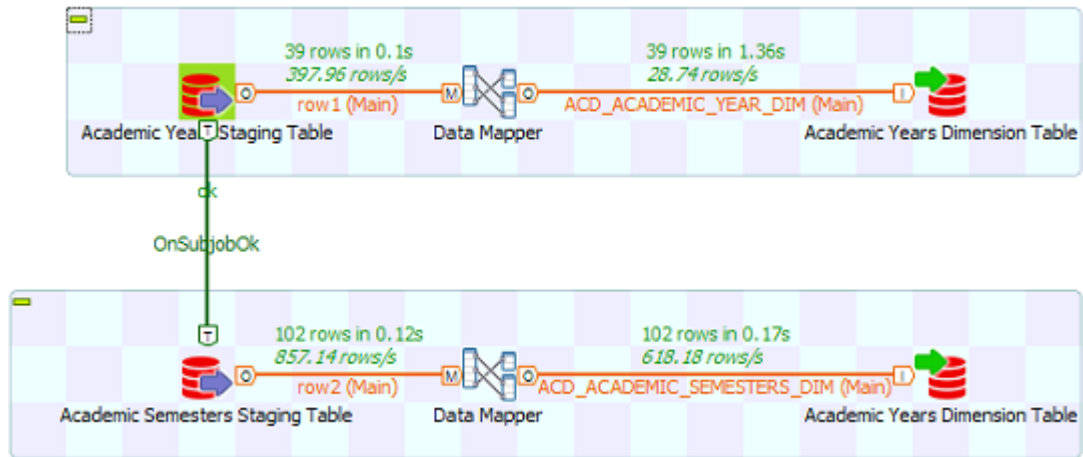 39 rows in 0.1s
397.96 rows/s
row1 (Main)
39 rows in 1.36s
28.74 rows/s
ACD_ACADEMIC_YEAR_DIM (Main)
Academic Year Staging Table
Data Mapper
Academic Years Dimension Table
ok
OnSubjobOk
102 rows in 0.12s
857.14 rows/s
row2 (Main)
102 rows in 0.17s
618.18 rows/s
ACD_ACADEMIC_SEMESTERS_DIM (Main)
Academic Semesters Staging Table
Data Mapper
Academic Years Dimension Table